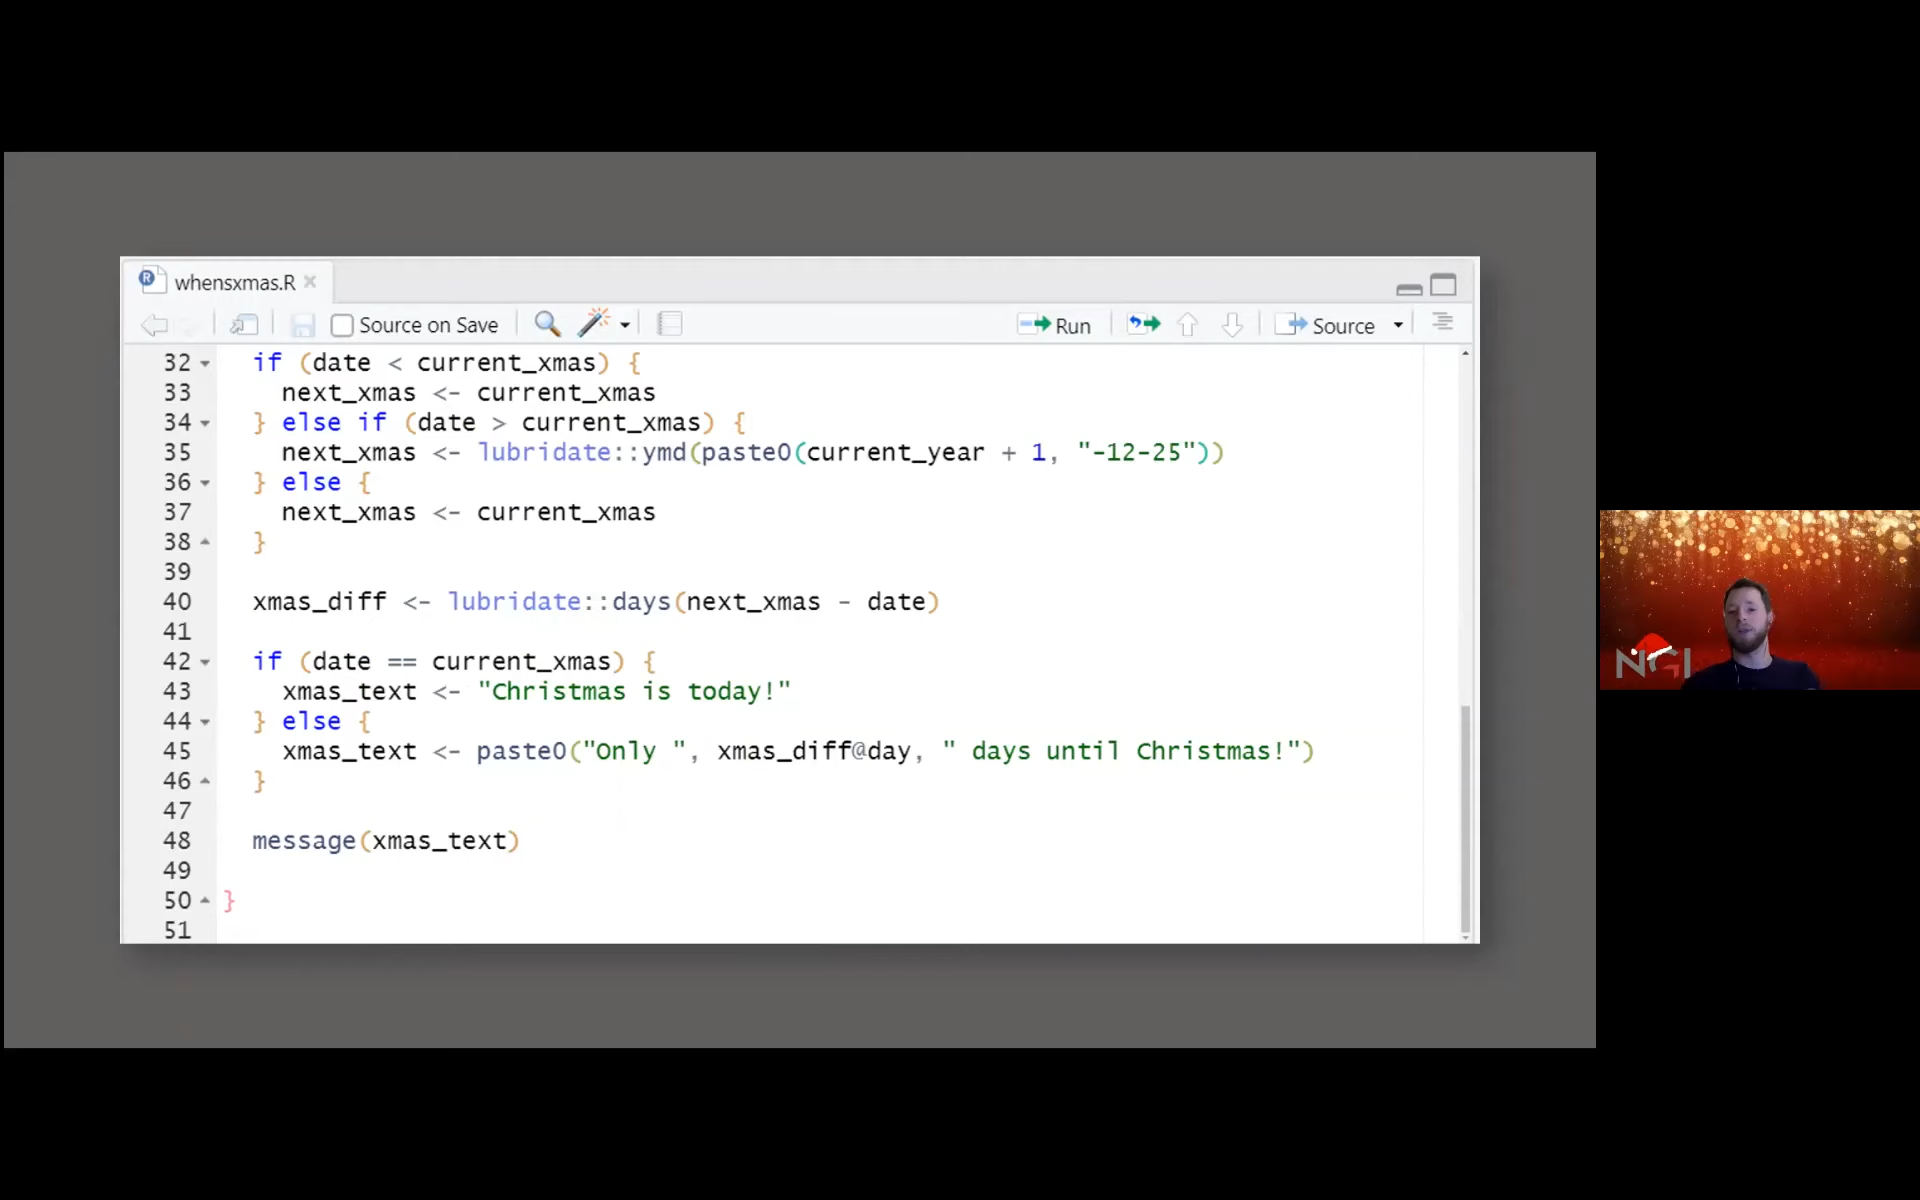 whensxmas.R
Source on Save Run Source
32 if (date < current_xmas) {
33 next_xmas <- current_xmas
34 } else if (date > current_xmas) {
35 next_xmas <- lubridate::ymd(paste0(current_year + 1, "-12-25"))
36 } else {
37 next_xmas <- current_xmas
38 }
39
40 xmas_diff <- lubridate::days(next_xmas - date)
41
42 if (date == current_xmas) {
43 xmas_text <- "Christmas is today!"
44 } else {
45 xmas_text <- paste0("Only ", xmas_diff@day, " days until Christmas!")
46 }
47
48 message(xmas_text)
49
50 }
51
NGI